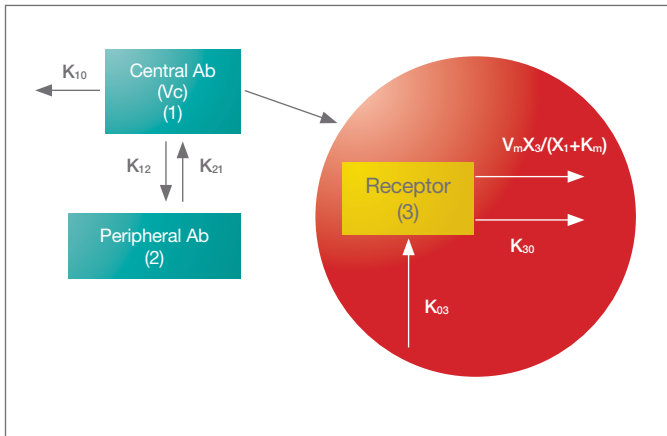 K₁₀
Central Ab
(Vc)
(1)
K₁₂
K₂₁
Peripheral Ab
(2)
VₘX₃/(X₁+Kₘ)
Receptor
(3)
K₃₀
K₀₃